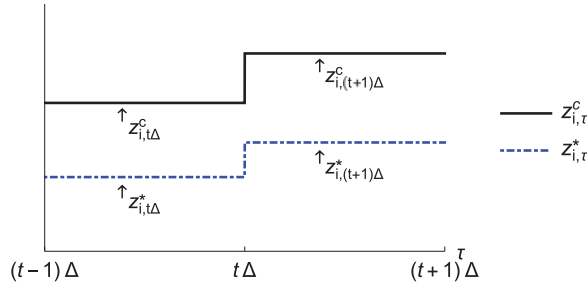 ↑z^c_{i,(t+1)Δ}
↑z^c_{i,tΔ}
z^c_{i,τ}
z^*_{i,τ}
↑z^*_{i,(t+1)Δ}
↑z^*_{i,tΔ}
τ
(t−1) Δ t Δ (t+1) Δ